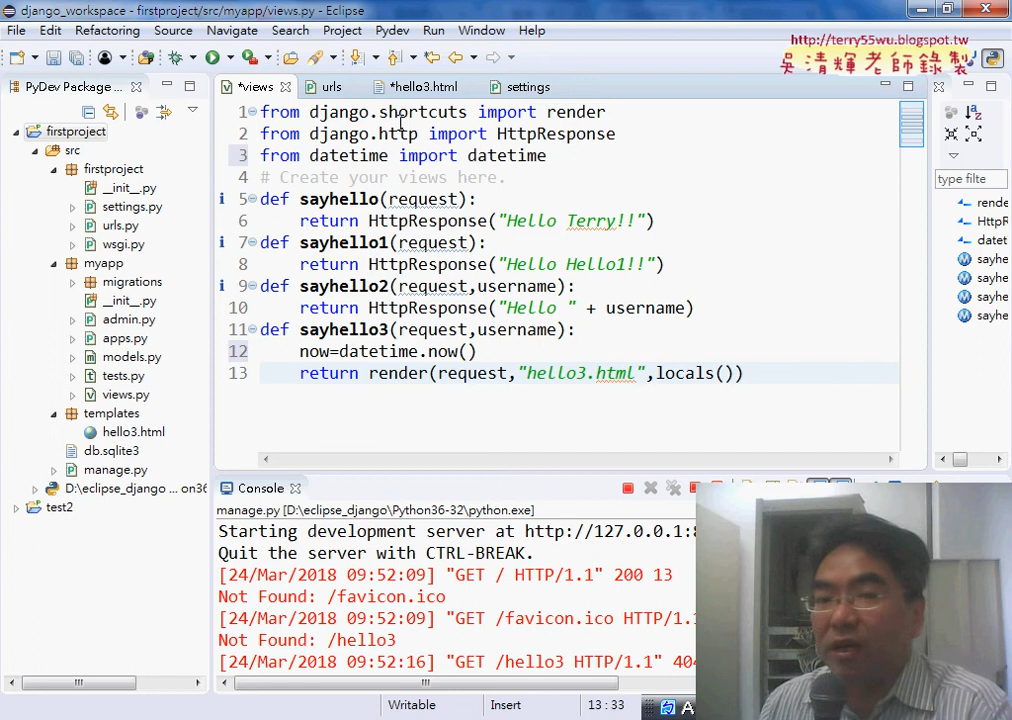 django_workspace - firstproject/src/myapp/views.py - Eclipse
File Edit Refactoring Source Navigate Search Project Pydev Run Window Help
http://terry55wu.blogspot.tw
吳清輝老師錄製
PyDev Package ...
*views
urls
*hello3.html
settings
firstproject
src
firstproject
__init__.py
settings.py
urls.py
wsgi.py
myapp
migrations
__init__.py
admin.py
apps.py
models.py
tests.py
views.py
templates
hello3.html
db.sqlite3
manage.py
D:\eclipse_django ... on36
test2
1 from django.shortcuts import render
2 from django.http import HttpResponse
3 from datetime import datetime
4 # Create your views here.
5 def sayhello(request):
6 return HttpResponse("Hello Terry!!")
7 def sayhello1(request):
8 return HttpResponse("Hello Hello1!!")
9 def sayhello2(request,username):
10 return HttpResponse("Hello " + username)
11 def sayhello3(request,username):
12 now=datetime.now()
13 return render(request,"hello3.html",locals())
type filte
rende
HttpR
datet
sayhe
sayhe
sayhe
sayhe
Console
manage.py [D:\eclipse_django\Python36-32\python.exe]
Starting development server at http://127.0.0.1:8
Quit the server with CTRL-BREAK.
[24/Mar/2018 09:52:09] "GET / HTTP/1.1" 200 13
Not Found: /favicon.ico
[24/Mar/2018 09:52:09] "GET /favicon.ico HTTP/1.1
Not Found: /hello3
[24/Mar/2018 09:52:16] "GET /hello3 HTTP/1.1" 404
Writable Insert 13 : 33
A